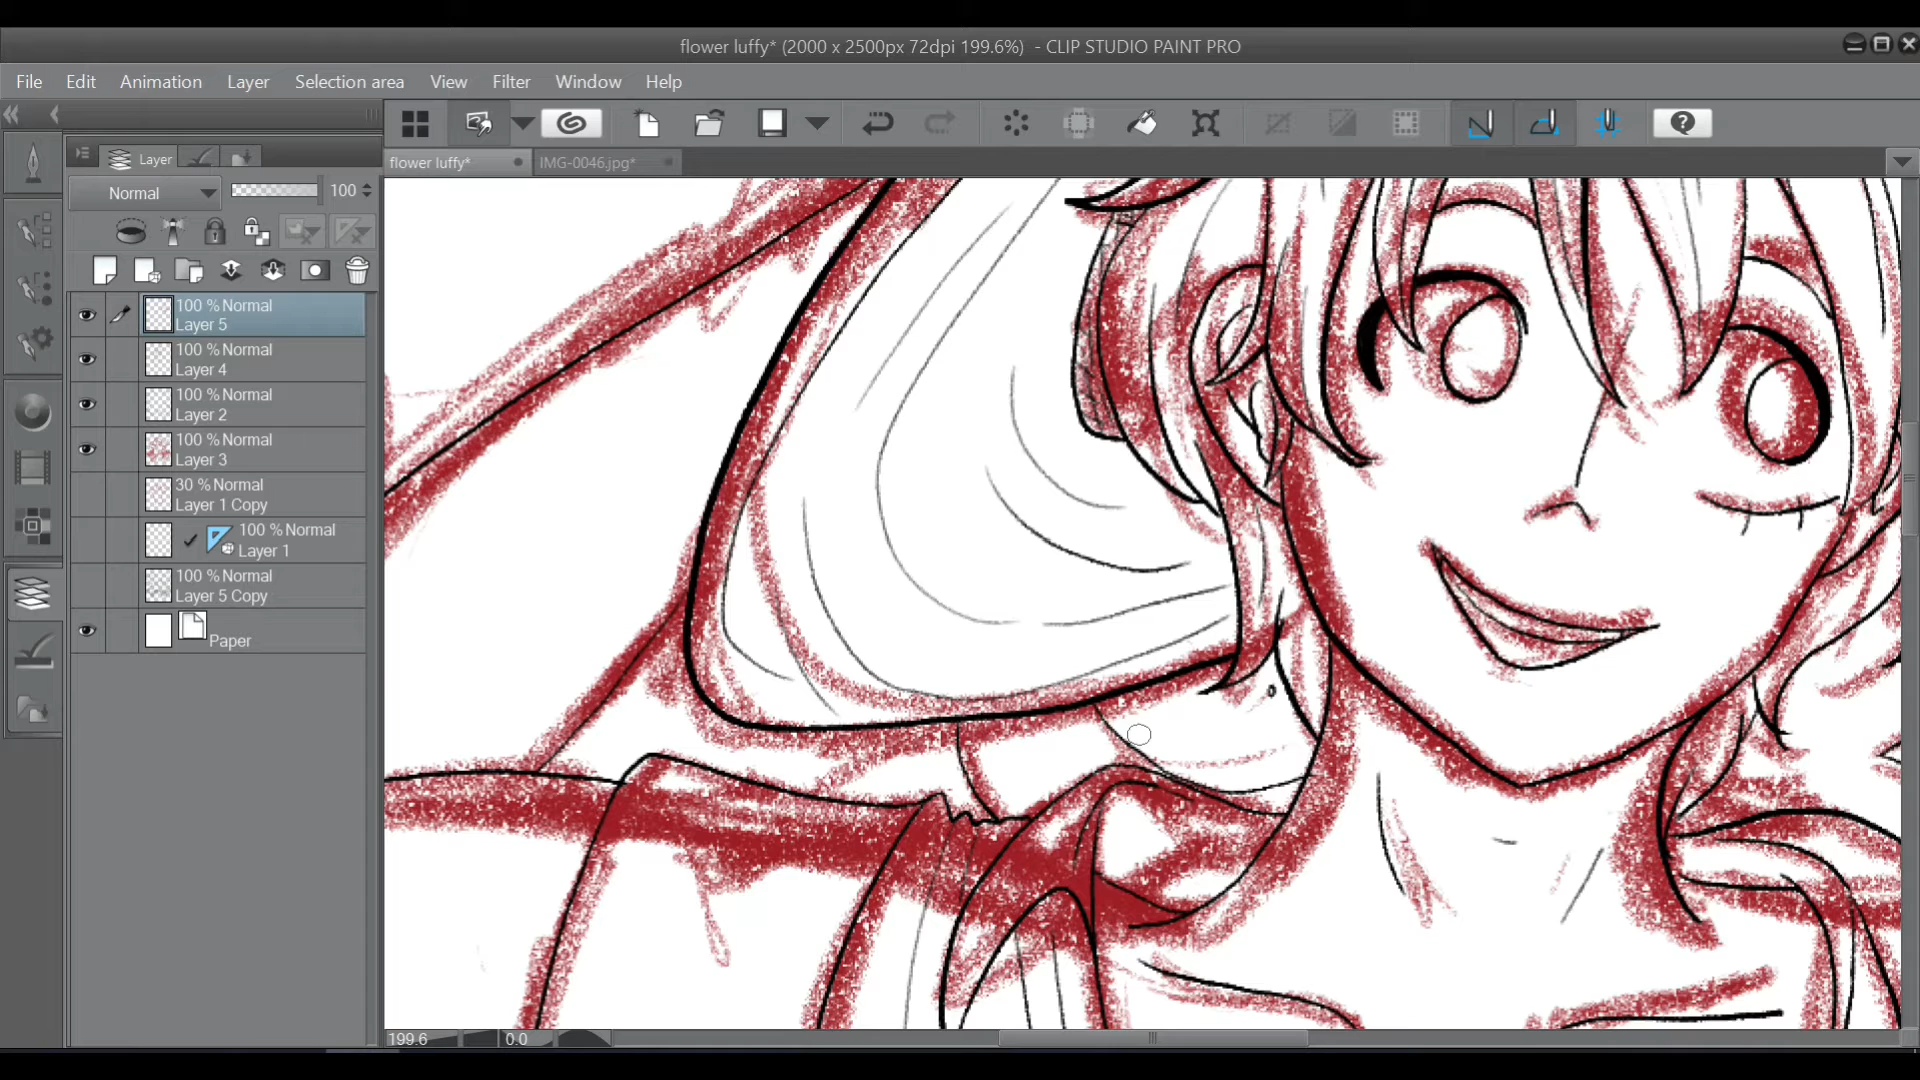 flower luffy* (2000 x 2500px 72dpi 199.6%) - CLIP STUDIO PAINT PRO
File Edit Animation Layer Selection area View Filter Window Help
Layer
flower luffy*
IMG-0046.jpg*
Normal 100
100 % Normal
Layer 5
100 % Normal
Layer 4
100 % Normal
Layer 2
100 % Normal
Layer 3
30 % Normal
Layer 1 Copy
100 % Normal
Layer 1
100 % Normal
Layer 5 Copy
Paper
199.6 0.0